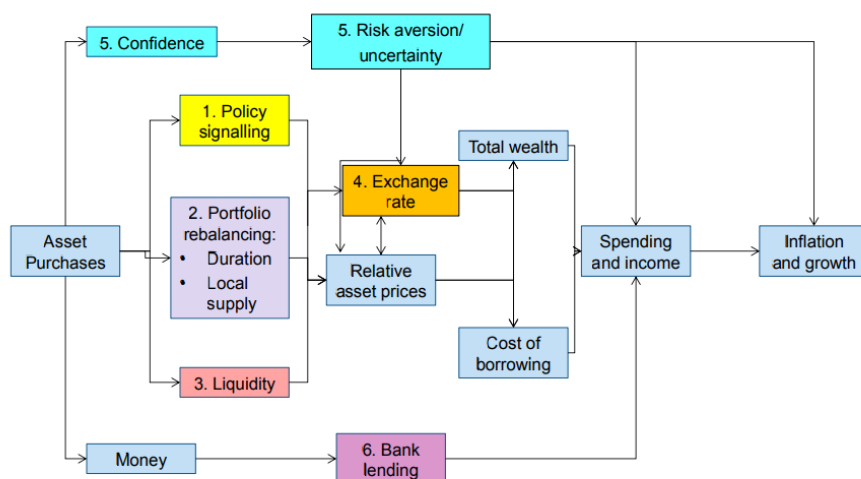 5. Confidence
5. Risk aversion/
uncertainty
1. Policy
signalling
Total wealth
4. Exchange
rate
2. Portfolio
rebalancing:
• Duration
• Local
supply
Asset
Purchases
Relative
asset prices
Spending
and income
Inflation
and growth
Cost of
borrowing
3. Liquidity
Money
6. Bank
lending